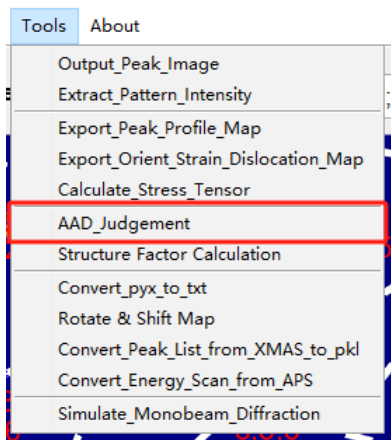 Tools About
Output_Peak_Image
Extract_Pattern_Intensity
Export_Peak_Profile_Map
Export_Orient_Strain_Dislocation_Map
Calculate_Stress_Tensor
AAD_Judgement
Structure Factor Calculation
Convert_pyx_to_txt
Rotate & Shift Map
Convert_Peak_List_from_XMAS_to_pkl
Convert_Energy_Scan_from_APS
Simulate_Monobeam_Diffraction